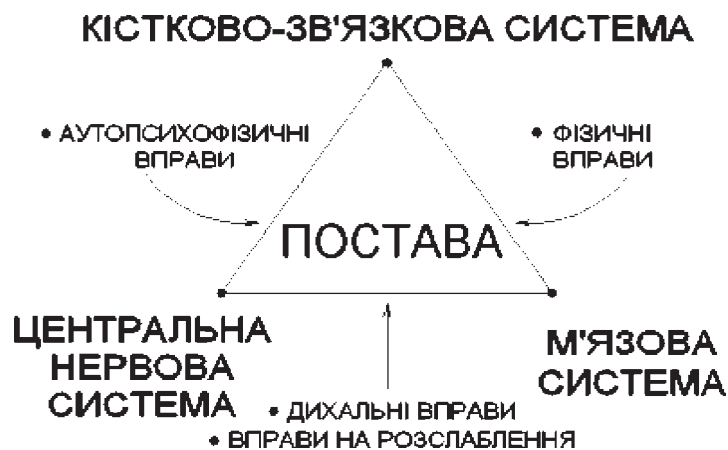 КІСТКОВО-ЗВ'ЯЗКОВА СИСТЕМА
• АУТОПСИХОФІЗИЧНІ
ВПРАВИ
• ФІЗИЧНІ
ВПРАВИ
ПОСТАВА
ЦЕНТРАЛЬНА
НЕРВОВА
СИСТЕМА
М'ЯЗОВА
СИСТЕМА
• ДИХАЛЬНІ ВПРАВИ
• ВПРАВИ НА РОЗСЛАБЛЕННЯ